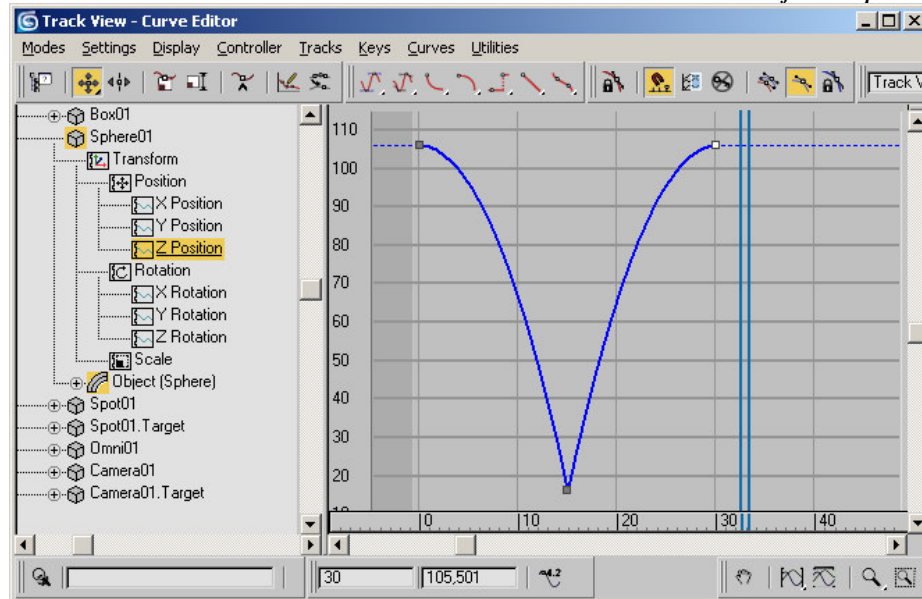 Track View - Curve Editor
Modes Settings Display Controller Tracks Keys Curves Utilities
Track V
Box01
Sphere01
Transform
Position
X Position
Y Position
Z Position
Rotation
X Rotation
Y Rotation
Z Rotation
Scale
Object (Sphere)
Spot01
Spot01.Target
Omni01
Camera01
Camera01.Target
110
100
90
80
70
60
50
40
30
20
10
0 10 20 30 40
30 105,501